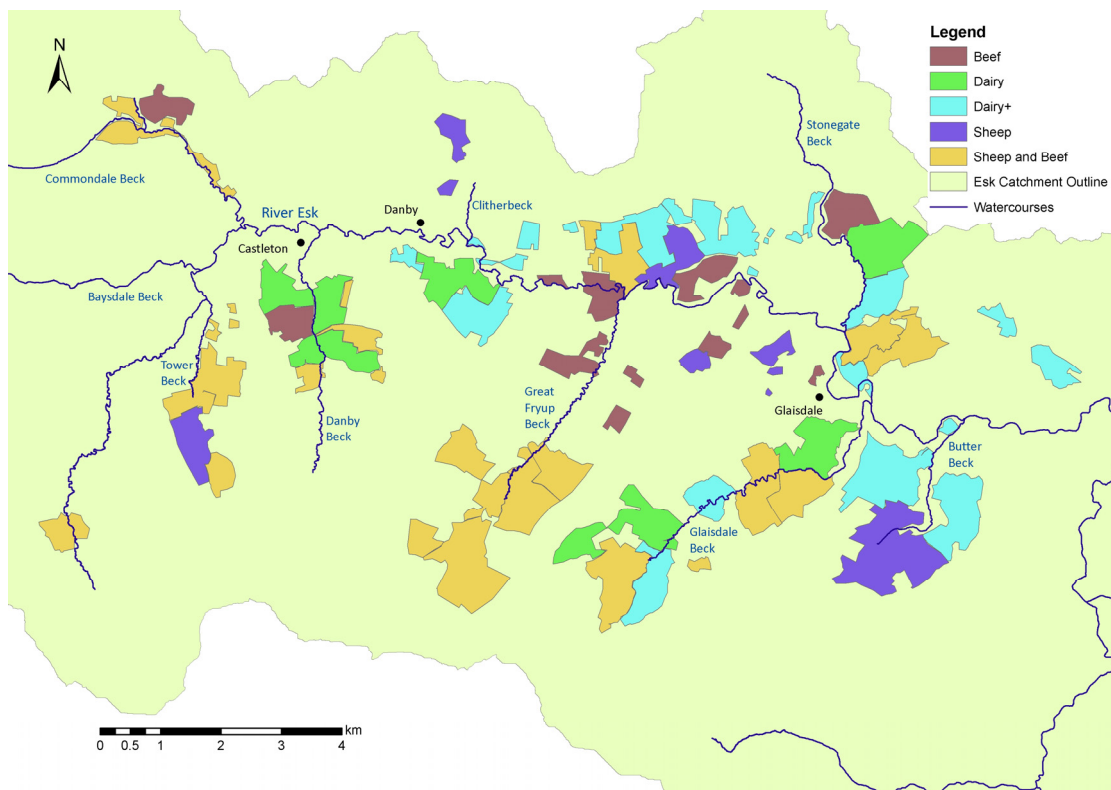 N
Legend
Beef
Dairy
Dairy+
Sheep
Sheep and Beef
Esk Catchment Outline
Watercourses
Stonegate
Beck
Commondale Beck
River Esk
Danby
Clitherbeck
Castleton
Baysdale Beck
Tower
Beck
Danby
Beck
Great
Fryup
Beck
Glaisdale
Butter
Beck
Glaisdale
Beck
km
0 0.5 1 2 3 4